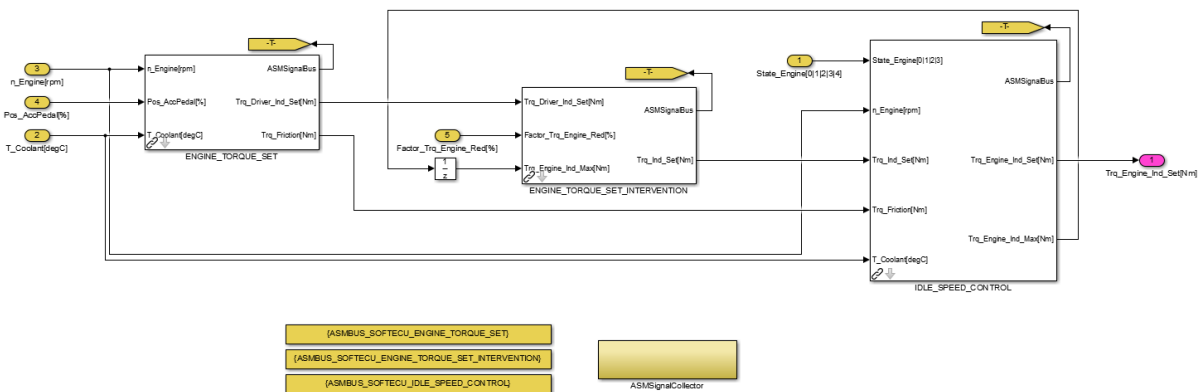 -T-
3
n_Engine[rpm]
4
Pos_AccPedal[%]
2
T_Coolant[degC]
n_Engine[rpm]
ASMSignalBus
Pos_AccPedal[%]
Trq_Driver_Ind_Set[Nm]
T_Coolant[degC]
Trq_Friction[Nm]
ENGINE_TORQUE_SET
-T-
5
Factor_Trq_Engine_Red[%]
1
z
Trq_Driver_Ind_Set[Nm]
ASMSignalBus
Factor_Trq_Engine_Red[%]
Trq_Ind_Set[Nm]
Trq_Engine_Ind_Max[Nm]
ENGINE_TORQUE_SET_INTERVENTION
-T-
1
State_Engine[0|1|2|3|4]
State_Engine[0|1|2|3]
ASMSignalBus
n_Engine[rpm]
Trq_Ind_Set[Nm]
Trq_Engine_Ind_Set[Nm]
Trq_Friction[Nm]
Trq_Engine_Ind_Max[Nm]
T_Coolant[degC]
IDLE_SPEED_CONTROL
1
Trq_Engine_Ind_Set[Nm]
{ASMBUS_SOFTECU_ENGINE_TORQUE_SET}
{ASMBUS_SOFTECU_ENGINE_TORQUE_SET_INTERVENTION}
{ASMBUS_SOFTECU_IDLE_SPEED_CONTROL}
ASMSignalCollector